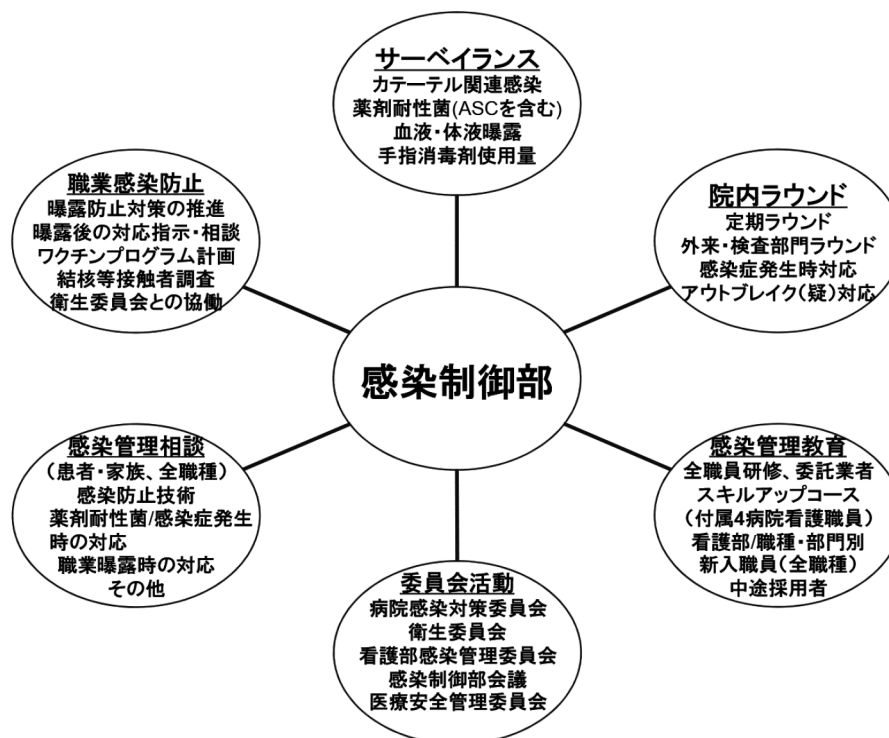 サーベイランス
カテーテル関連感染
薬剤耐性菌(ASCを含む)
血液・体液曝露
手指消毒剤使用量
職業感染防止
曝露防止対策の推進
曝露後の対応指示・相談
ワクチンプログラム計画
結核等接触者調査
衛生委員会との協働
院内ラウンド
定期ラウンド
外来・検査部門ラウンド
感染症発生時対応
アウトブレイク(疑)対応
感染制御部
感染管理相談
(患者・家族、全職種)
感染防止技術
薬剤耐性菌/感染症発生
時の対応
職業曝露時の対応
その他
感染管理教育
全職員研修、委託業者
スキルアップコース
(付属4病院看護職員)
看護部/職種・部門別
新入職員(全職種)
中途採用者
委員会活動
病院感染対策委員会
衛生委員会
看護部感染管理委員会
感染制御部会議
医療安全管理委員会